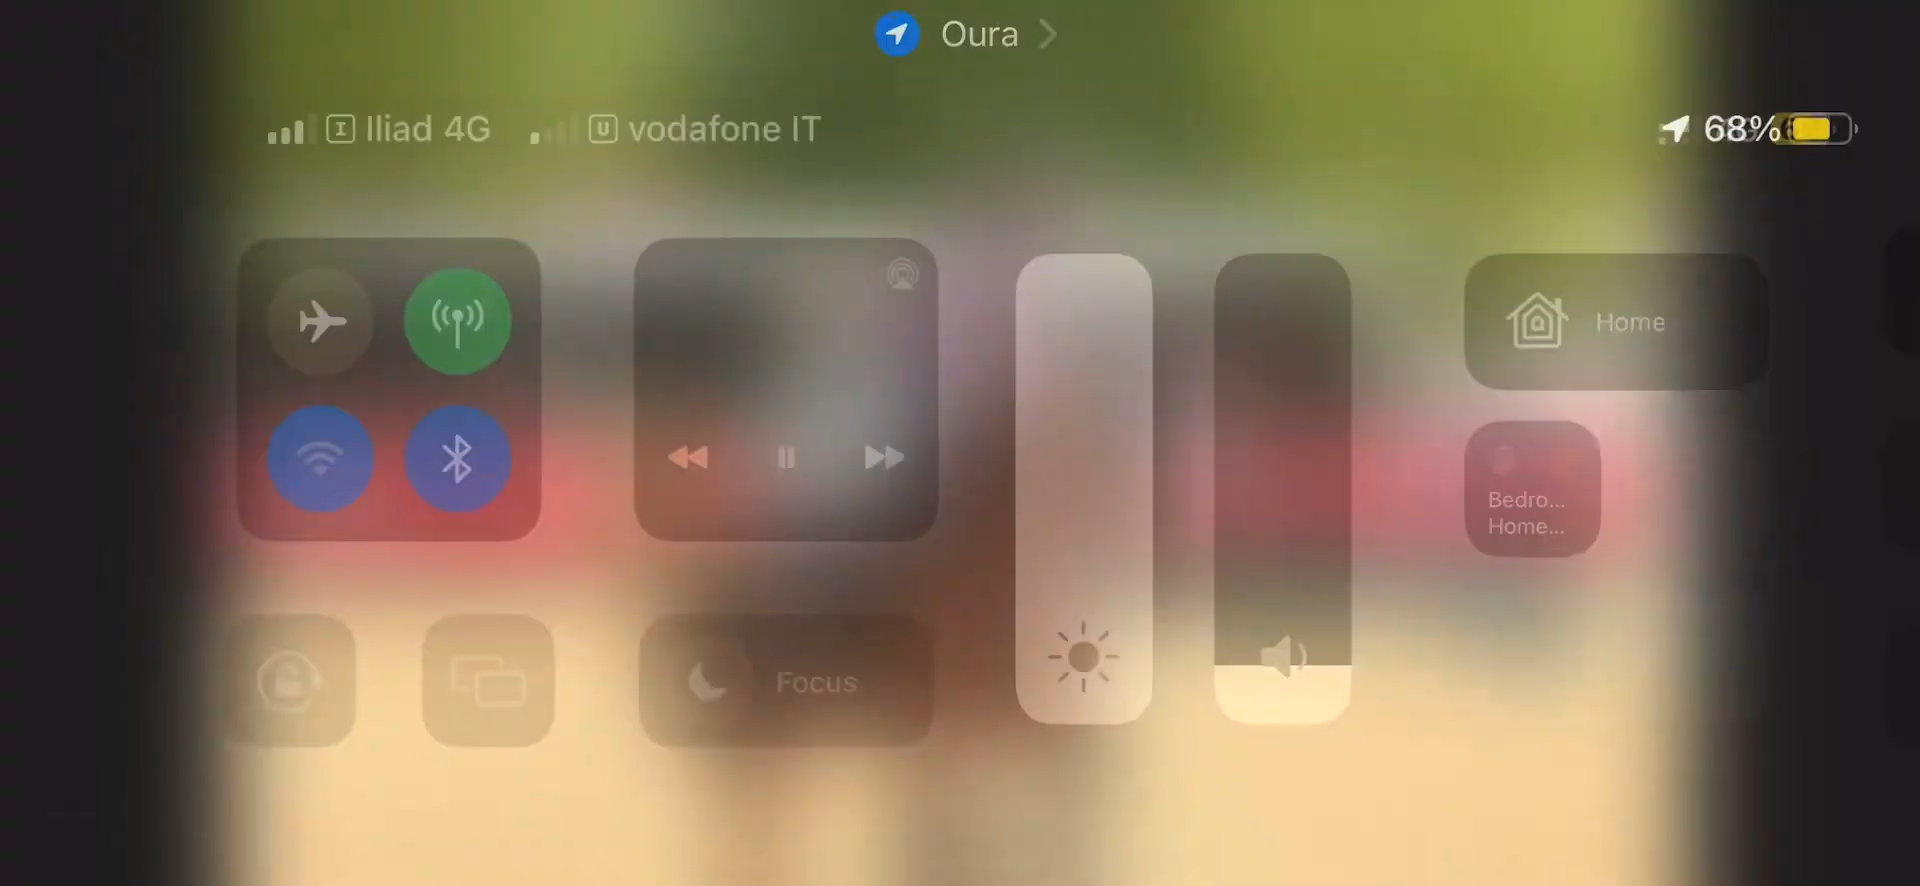 Oura
I Iliad 4G U vodafone IT 68%
Home
Bedro...
Home...
Focus